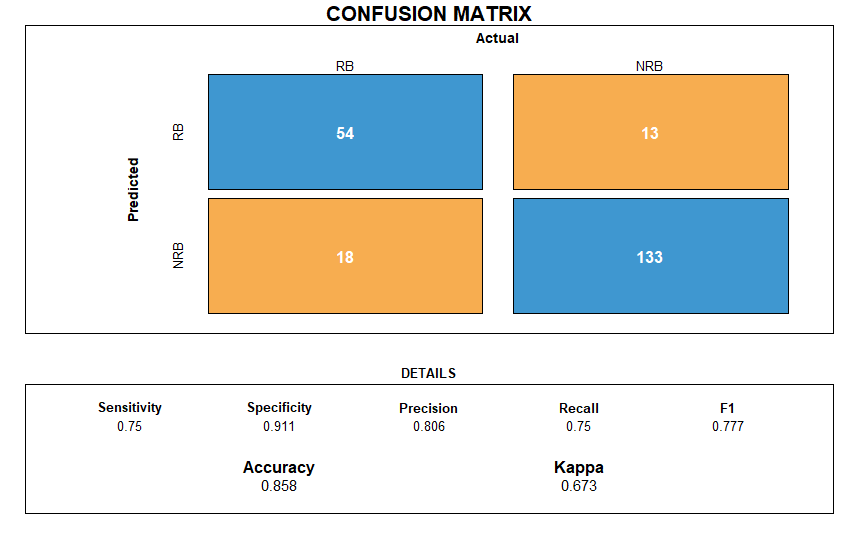 CONFUSION MATRIX
Actual
RB NRB
RB 54 13
Predicted
NRB 18 133
DETAILS
Sensitivity Specificity Precision Recall F1
0.75 0.911 0.806 0.75 0.777
Accuracy Kappa
0.858 0.673